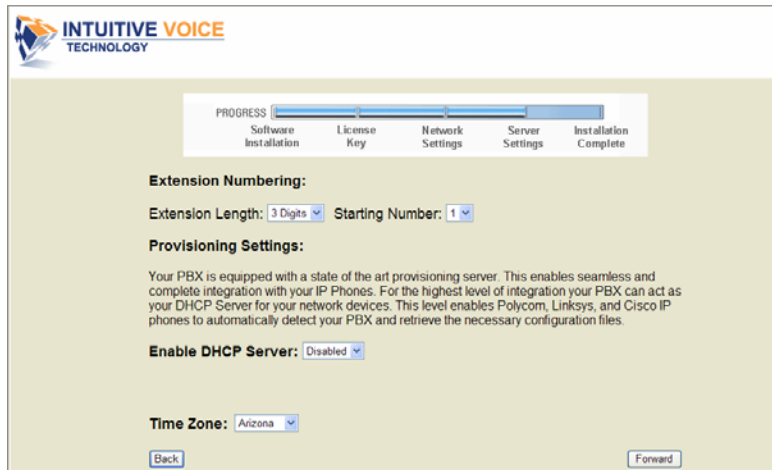 INTUITIVE VOICE
TECHNOLOGY
PROGRESS
Software Installation
License Key
Network Settings
Server Settings
Installation Complete
Extension Numbering:
Extension Length: 3 Digits Starting Number: 1
Provisioning Settings:
Your PBX is equipped with a state of the art provisioning server. This enables seamless and
complete integration with your IP Phones. For the highest level of integration your PBX can act as
your DHCP Server for your network devices. This level enables Polycom, Linksys, and Cisco IP
phones to automatically detect your PBX and retrieve the necessary configuration files.
Enable DHCP Server: Disabled
Time Zone: Arizona
Back Forward